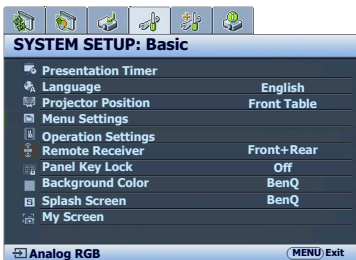 SYSTEM SETUP: Basic
Presentation Timer
Language English
Projector Position Front Table
Menu Settings
Operation Settings
Remote Receiver Front+Rear
Panel Key Lock Off
Background Color BenQ
Splash Screen BenQ
My Screen
Analog RGB MENU Exit